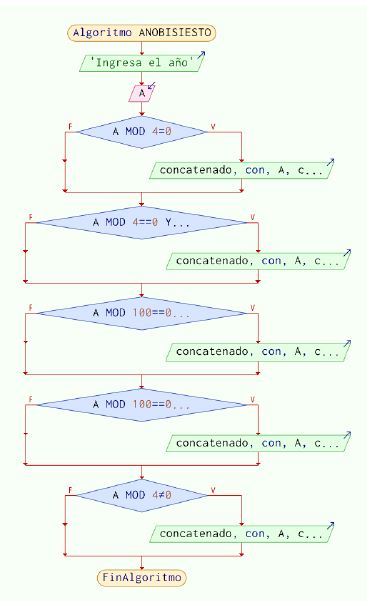 Algoritmo ANOBISIESTO
'Ingresa el año'
A
F V
A MOD 4=0
concatenado, con, A, c...
F V
A MOD 4==0 Y...
concatenado, con, A, c...
F V
A MOD 100==0...
concatenado, con, A, c...
F V
A MOD 100==0...
concatenado, con, A, c...
F V
A MOD 4≠0
concatenado, con, A, c...
FinAlgoritmo